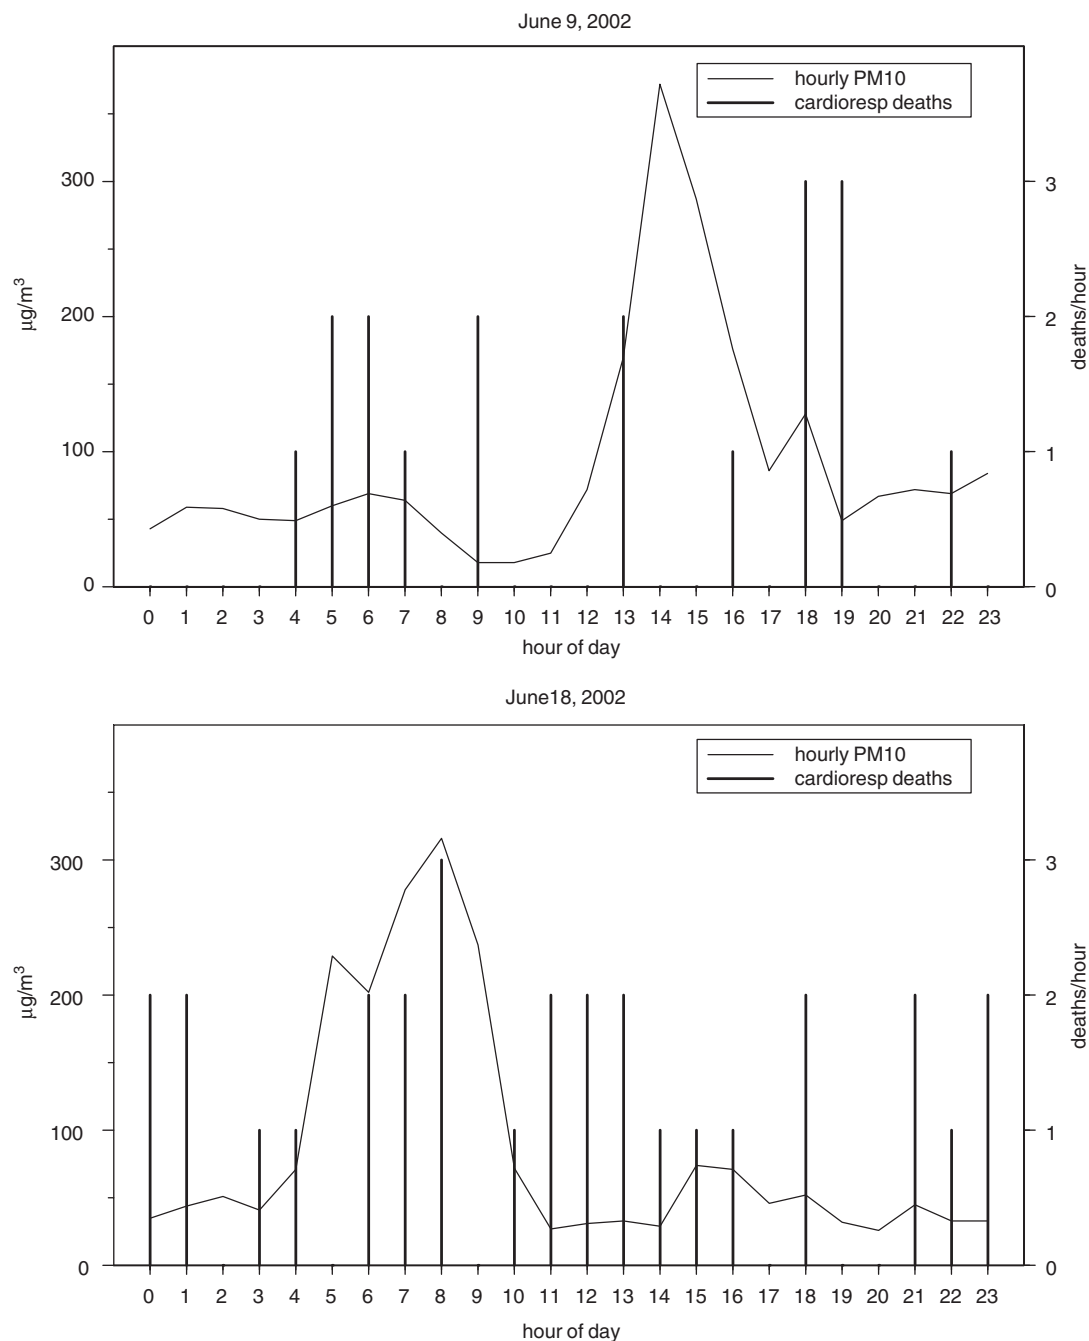 June 9, 2002
hourly PM10
cardioresp deaths
300
200
100
0
µg/m³
3
2
1
0
deaths/hour
0 1 2 3 4 5 6 7 8 9 10 11 12 13 14 15 16 17 18 19 20 21 22 23
hour of day
June18, 2002
hourly PM10
cardioresp deaths
300
200
100
0
µg/m³
3
2
1
0
deaths/hour
0 1 2 3 4 5 6 7 8 9 10 11 12 13 14 15 16 17 18 19 20 21 22 23
hour of day